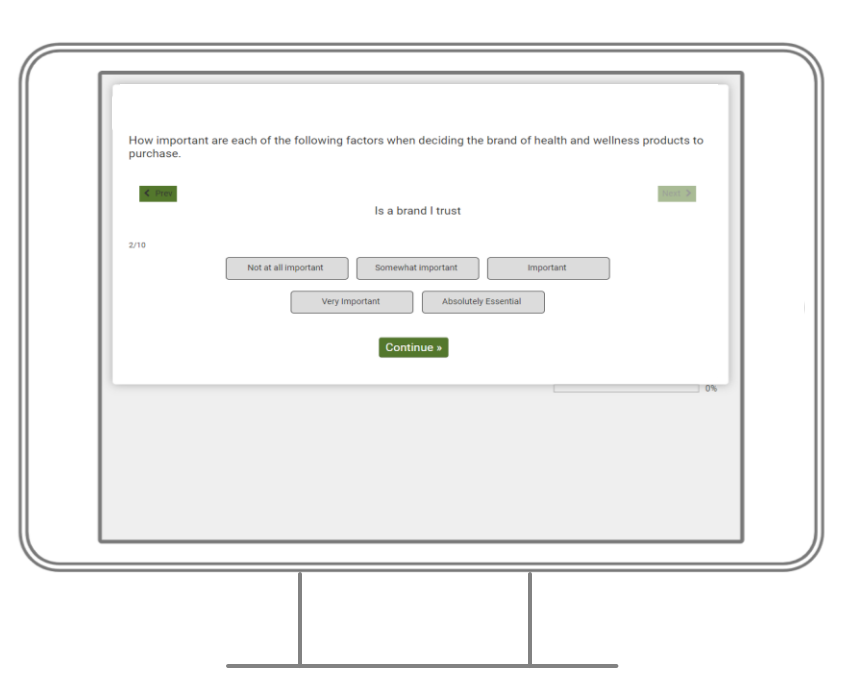 How important are each of the following factors when deciding the brand of health and wellness products to
purchase.
Prev
Next
Is a brand I trust
2/10
Not at all important
Somewhat important
Important
Very Important
Absolutely Essential
Continue »
0%